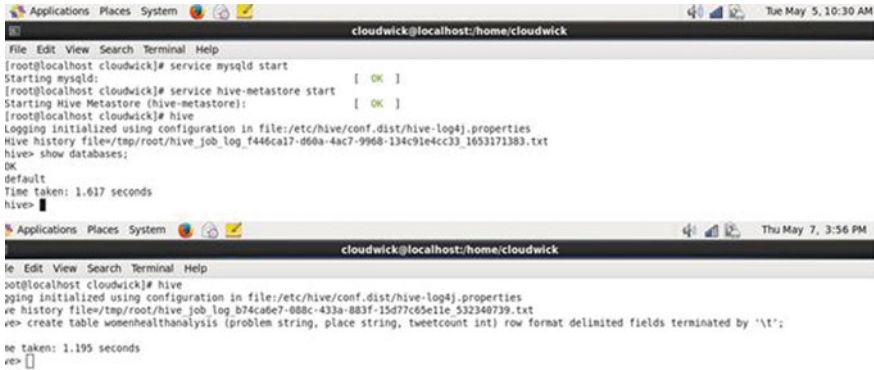 Applications Places System Tue May 5, 10:30 AM
cloudwick@localhost:/home/cloudwick
File Edit View Search Terminal Help
[root@localhost cloudwick]# service mysqld start
Starting mysqld: [ OK ]
[root@localhost cloudwick]# service hive-metastore start
Starting Hive Metastore (hive-metastore): [ OK ]
[root@localhost cloudwick]# hive
Logging initialized using configuration in file:/etc/hive/conf.dist/hive-log4j.properties
Hive history file=/tmp/root/hive_job_log_f446ca17-d60a-4ac7-9968-134c91e4cc33_1653171383.txt
hive> show databases;
OK
default
Time taken: 1.617 seconds
hive>
Applications Places System Thu May 7, 3:56 PM
cloudwick@localhost:/home/cloudwick
le Edit View Search Terminal Help
oot@localhost cloudwick]# hive
gging initialized using configuration in file:/etc/hive/conf.dist/hive-log4j.properties
ve history file=/tmp/root/hive_job_log_b74ca6e7-088c-433a-883f-15d77c65e11e_532340739.txt
ve> create table womenhealthanalysis (problem string, place string, tweetcount int) row format delimited fields terminated by '\t';
me taken: 1.195 seconds
ve>